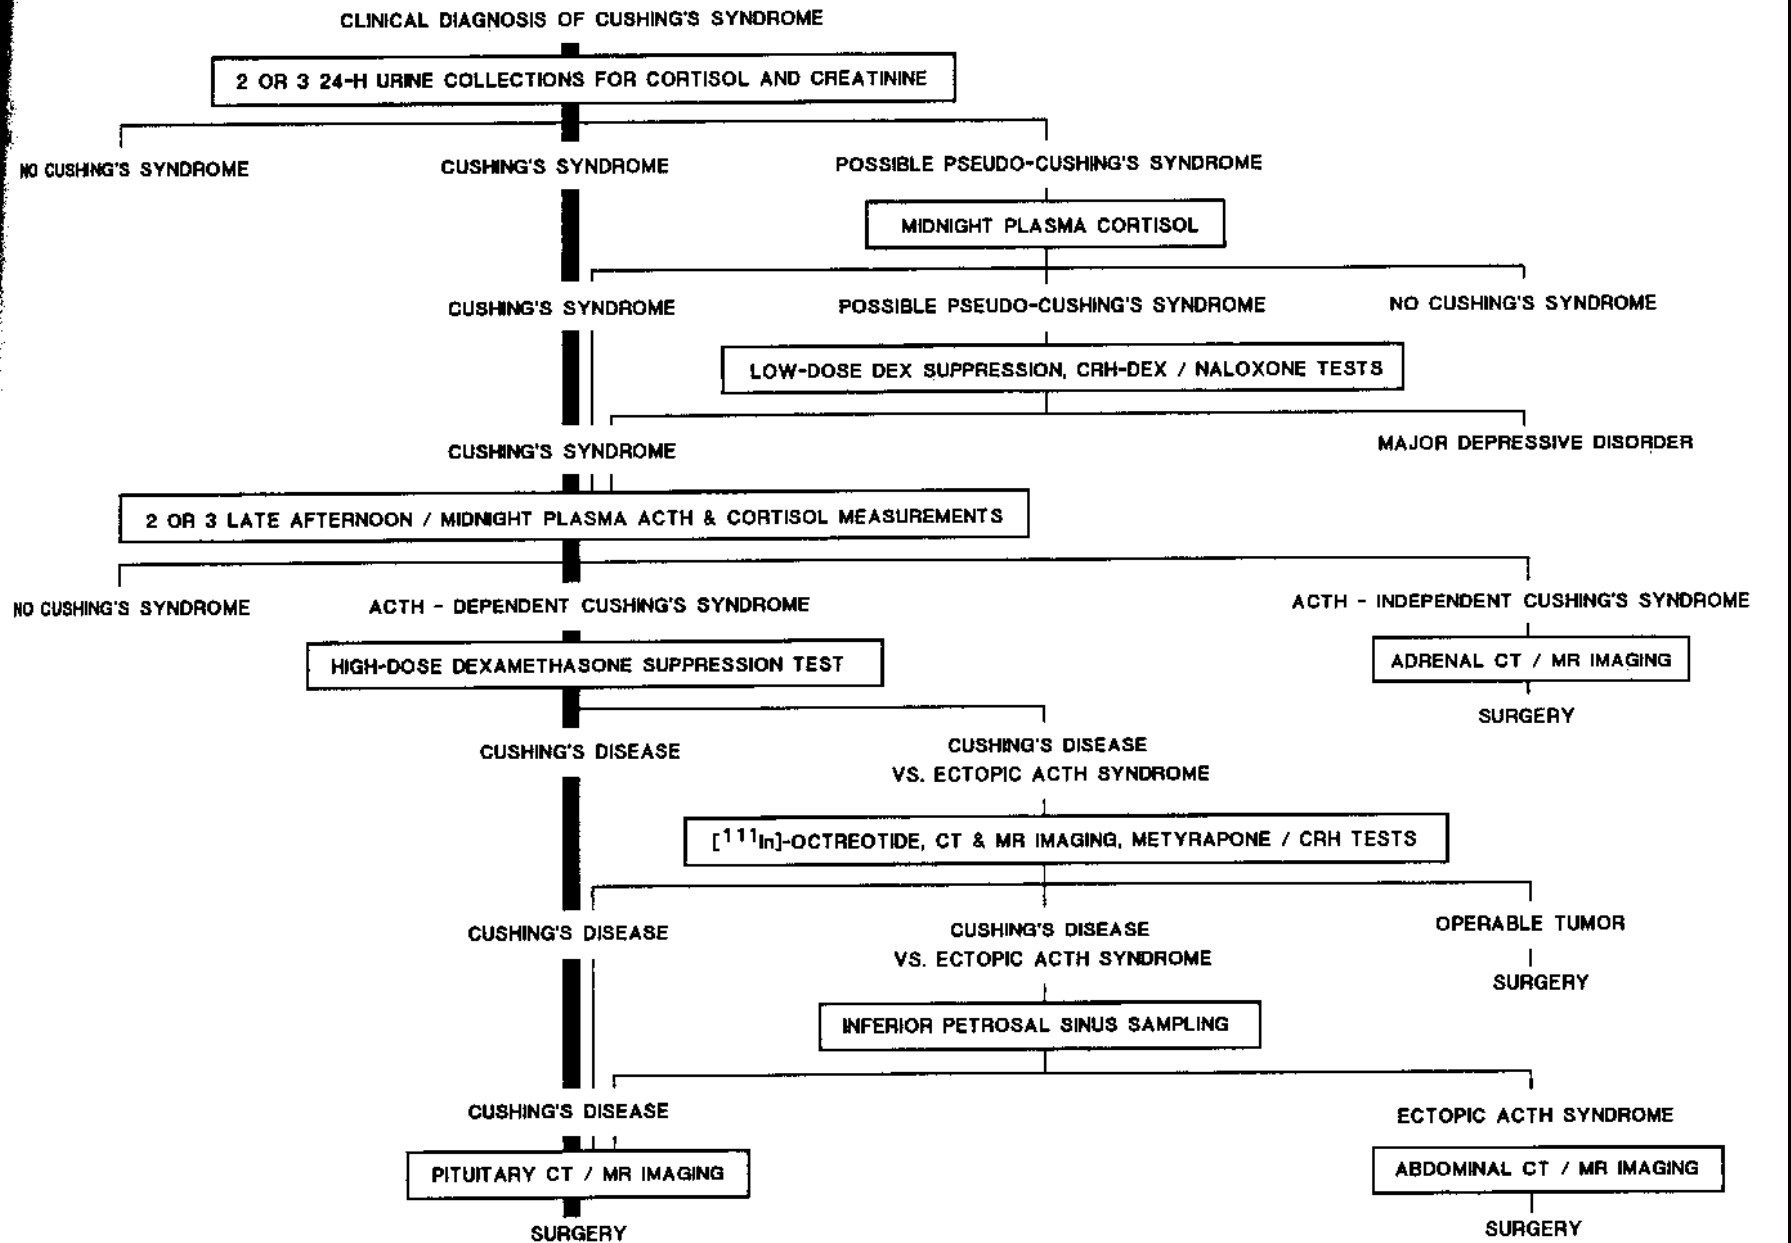 CLINICAL DIAGNOSIS OF CUSHING'S SYNDROME
2 OR 3 24-H URINE COLLECTIONS FOR CORTISOL AND CREATININE
NO CUSHING'S SYNDROME
CUSHING'S SYNDROME
POSSIBLE PSEUDO-CUSHING'S SYNDROME
MIDNIGHT PLASMA CORTISOL
CUSHING'S SYNDROME
POSSIBLE PSEUDO-CUSHING'S SYNDROME
NO CUSHING'S SYNDROME
LOW-DOSE DEX SUPPRESSION, CRH-DEX / NALOXONE TESTS
CUSHING'S SYNDROME
MAJOR DEPRESSIVE DISORDER
2 OR 3 LATE AFTERNOON / MIDNIGHT PLASMA ACTH & CORTISOL MEASUREMENTS
NO CUSHING'S SYNDROME
ACTH - DEPENDENT CUSHING'S SYNDROME
ACTH - INDEPENDENT CUSHING'S SYNDROME
HIGH-DOSE DEXAMETHASONE SUPPRESSION TEST
ADRENAL CT / MR IMAGING
SURGERY
CUSHING'S DISEASE
CUSHING'S DISEASE
VS. ECTOPIC ACTH SYNDROME
[¹¹¹In]-OCTREOTIDE, CT & MR IMAGING, METYRAPONE / CRH TESTS
CUSHING'S DISEASE
CUSHING'S DISEASE
VS. ECTOPIC ACTH SYNDROME
OPERABLE TUMOR
SURGERY
INFERIOR PETROSAL SINUS SAMPLING
CUSHING'S DISEASE
ECTOPIC ACTH SYNDROME
PITUITARY CT / MR IMAGING
ABDOMINAL CT / MR IMAGING
SURGERY
SURGERY